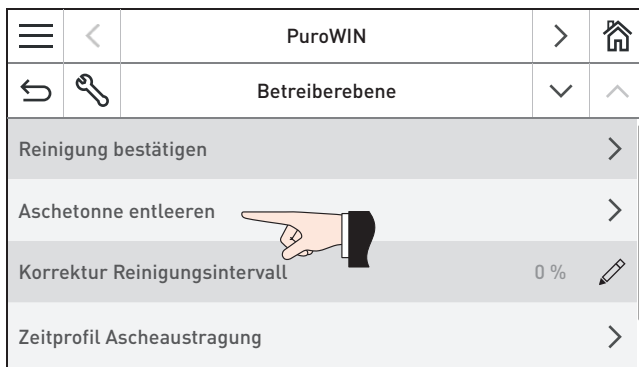 PuroWIN
Betreiberebene
Reinigung bestätigen
Aschetonne entleeren
Korrektur Reinigungsintervall 0 %
Zeitprofil Ascheaustragung